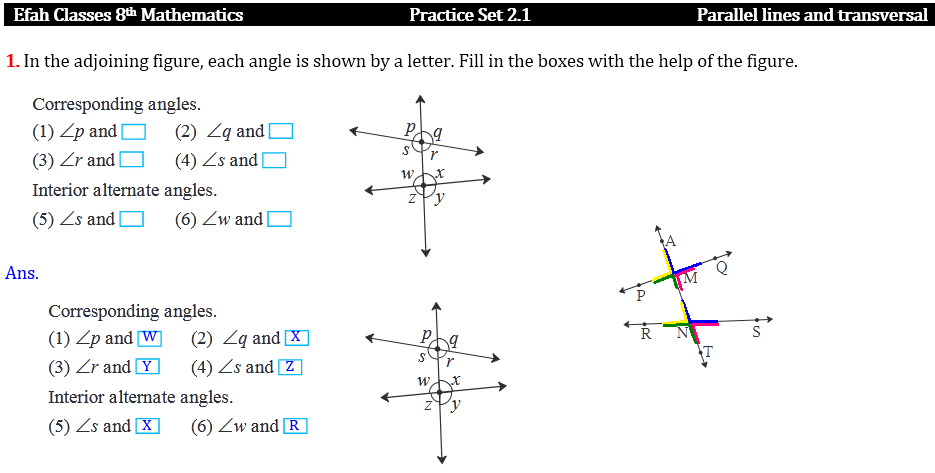 Efah Classes 8th Mathematics Practice Set 2.1 Parallel lines and transversal
1. In the adjoining figure, each angle is shown by a letter. Fill in the boxes with the help of the figure.
Corresponding angles.
(1) ∠p and □ (2) ∠q and □
(3) ∠r and □ (4) ∠s and □
Interior alternate angles.
(5) ∠s and □ (6) ∠w and □
p q
s r
w x
z y
A
Q
M
P
R N S
T
Ans.
Corresponding angles.
(1) ∠p and W (2) ∠q and X
(3) ∠r and Y (4) ∠s and Z
Interior alternate angles.
(5) ∠s and X (6) ∠w and R
p q
s r
w x
z y